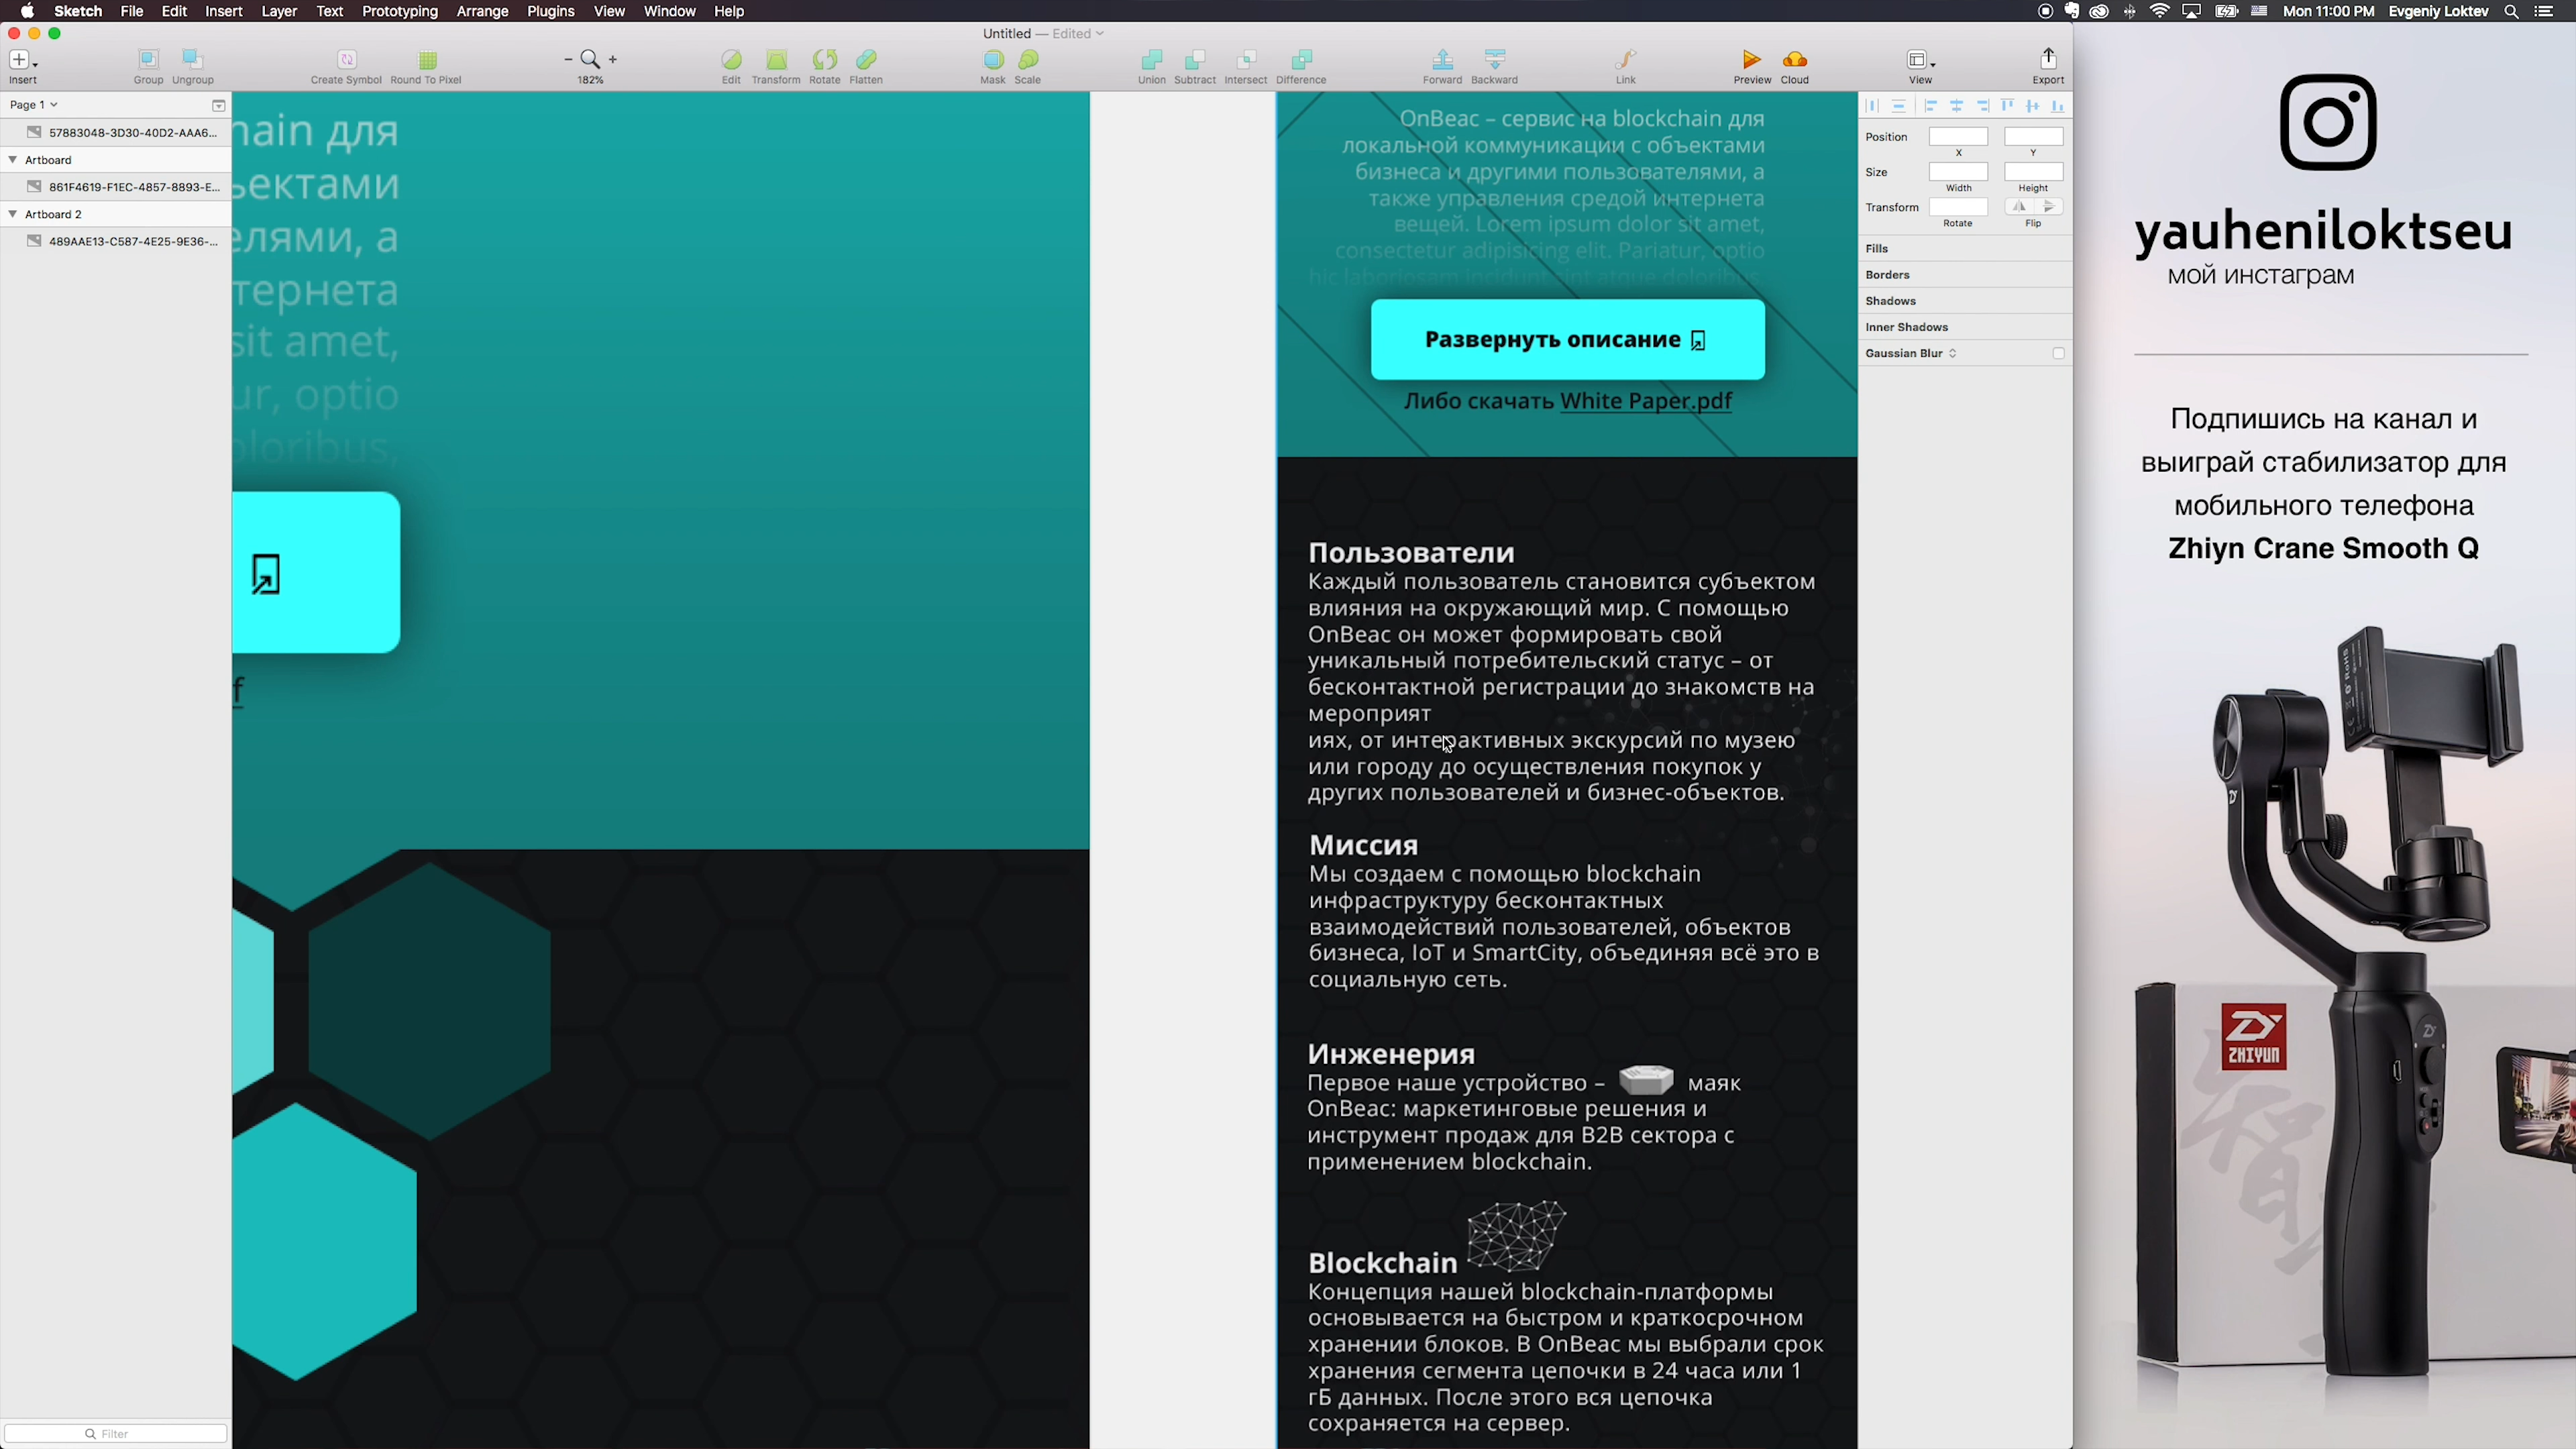 Sketch File Edit Insert Layer Text Prototyping Arrange Plugins View Window Help
Mon 11:00 PM Evgeniy Loktev
Untitled — Edited
Insert Group Ungroup Create Symbol Round To Pixel 182% Edit Transform Rotate Flatten Mask Scale Union Subtract Intersect Difference Forward Backward Link Preview Cloud View Export
Page 1
57883048-3D30-40D2-AAA6...
Artboard
861F4619-F1EC-4857-8893-E...
Artboard 2
489AAE13-C587-4E25-9E36-...
Filter
hain для
ъектами
елями, а
тернета
sit amet,
ur, optio
oloribus,
f
OnBeac – сервис на blockchain для
локальной коммуникации с объектами
бизнеса и другими пользователями, а
также управления средой интернета
вещей. Lorem ipsum dolor sit amet,
consectetur adipisicing elit. Pariatur, optio
hic laboriosam incidunt sint atque doloribus,
Развернуть описание
Либо скачать White Paper.pdf
Пользователи
Каждый пользователь становится субъектом
влияния на окружающий мир. С помощью
OnBeac он может формировать свой
уникальный потребительский статус – от
бесконтактной регистрации до знакомств на
мероприят
иях, от интерактивных экскурсий по музею
или городу до осуществления покупок у
других пользователей и бизнес-объектов.
Миссия
Мы создаем с помощью blockchain
инфраструктуру бесконтактных
взаимодействий пользователей, объектов
бизнеса, IoT и SmartCity, объединяя всё это в
социальную сеть.
Инженерия
Первое наше устройство – маяк
OnBeac: маркетинговые решения и
инструмент продаж для B2B сектора с
применением blockchain.
Blockchain
Концепция нашей blockchain-платформы
основывается на быстром и краткосрочном
хранении блоков. В OnBeac мы выбрали срок
хранения сегмента цепочки в 24 часа или 1
гБ данных. После этого вся цепочка
сохраняется на сервер.
Position
X Y
Size
Width Height
Transform
Rotate Flip
Fills
Borders
Shadows
Inner Shadows
Gaussian Blur
yauheniloktseu
мой инстаграм
Подпишись на канал и
выиграй стабилизатор для
мобильного телефона
Zhiyn Crane Smooth Q
ZHIYUN